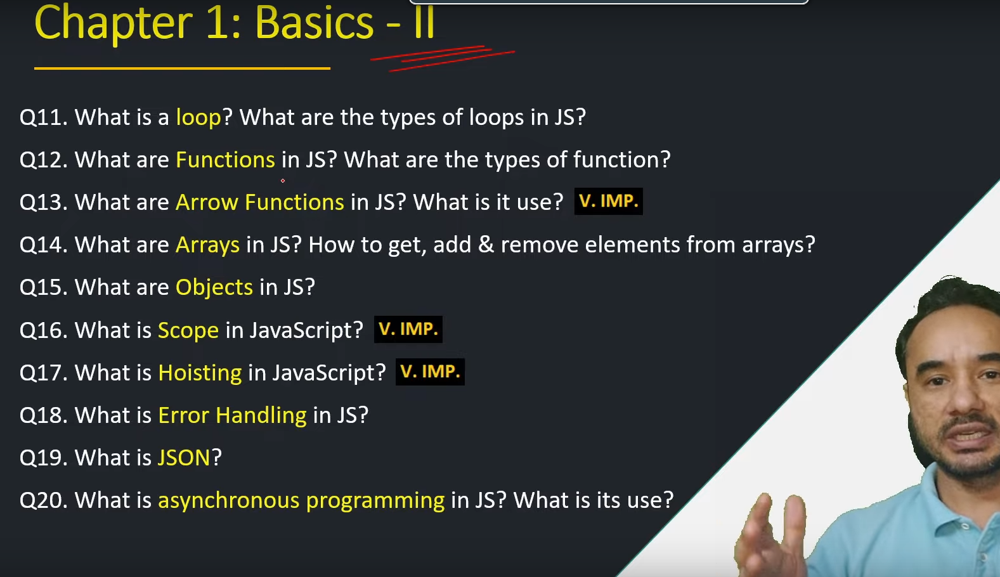 Chapter 1: Basics - II
Q11. What is a loop? What are the types of loops in JS?
Q12. What are Functions in JS? What are the types of function?
Q13. What are Arrow Functions in JS? What is it use? V. IMP.
Q14. What are Arrays in JS? How to get, add & remove elements from arrays?
Q15. What are Objects in JS?
Q16. What is Scope in JavaScript? V. IMP.
Q17. What is Hoisting in JavaScript? V. IMP.
Q18. What is Error Handling in JS?
Q19. What is JSON?
Q20. What is asynchronous programming in JS? What is its use?